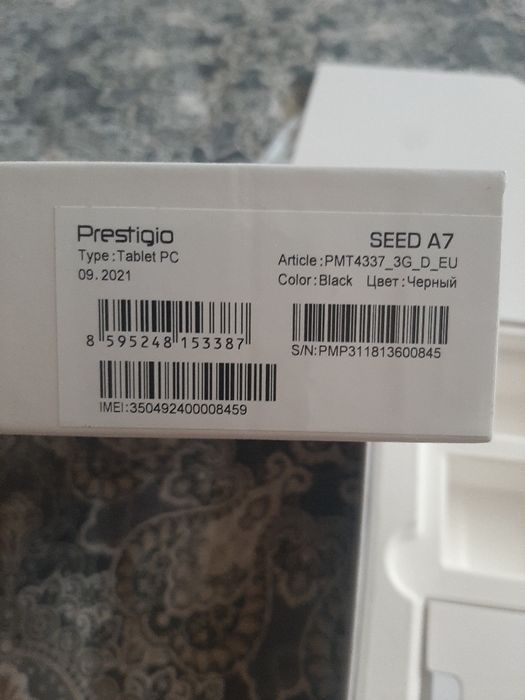 Prestigio
Type:Tablet PC
09.2021
SEED A7
Article:PMT4337_3G_D_EU
Color:Black Цвет:Черный
8 595248 153387
S/N:PMP311813600845
IMEI:350492400008459